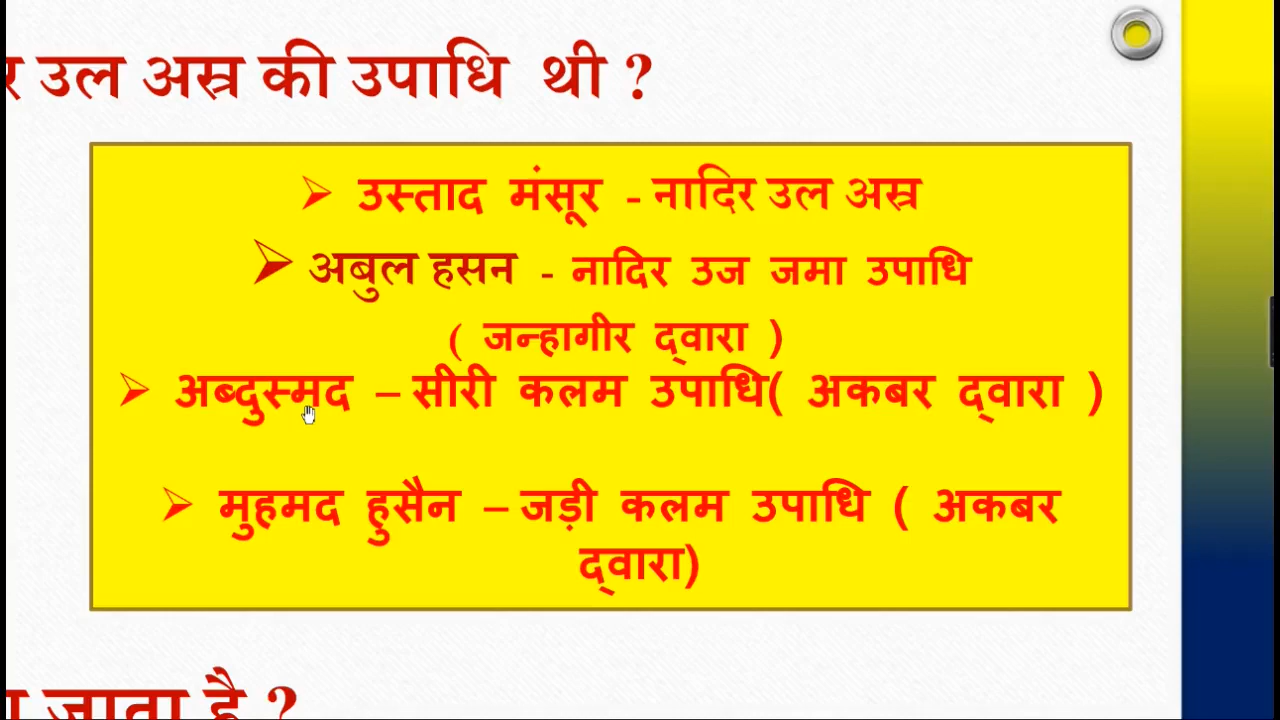 उल अस्र की उपाधि थी ?
➢ उस्ताद मंसूर - नादिर उल अस्र
➢ अबुल हसन - नादिर उज जमा उपाधि
( जन्हागीर द्वारा )
➢ अब्दुस्मद – सीरी कलम उपाधि( अकबर द्वारा )
➢ मुहमद हुसैन – जड़ी कलम उपाधि ( अकबर
द्वारा)
जाता है ?